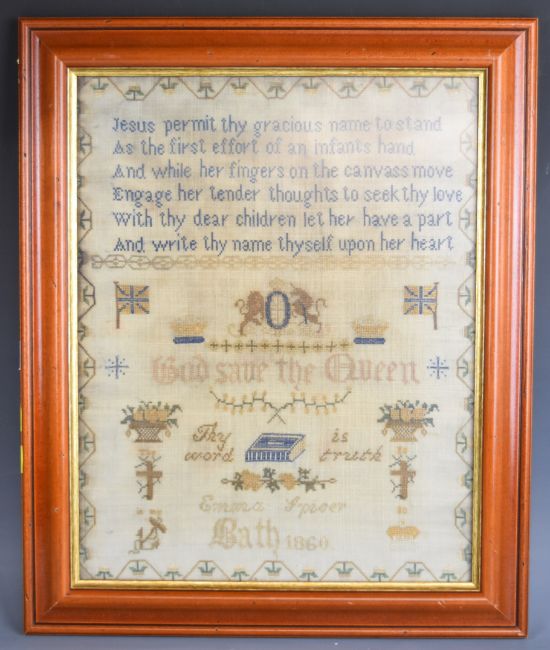 Jesus permit thy gracious name to stand
As the first effort of an infants hand
And while her fingers on the canvass move
Engage her tender thoughts to seek thy love
With thy dear children let her have a part
And write thy name thyself upon her heart
God save the Queen
Thy word is truth
Emma Spicer
Bath 1860